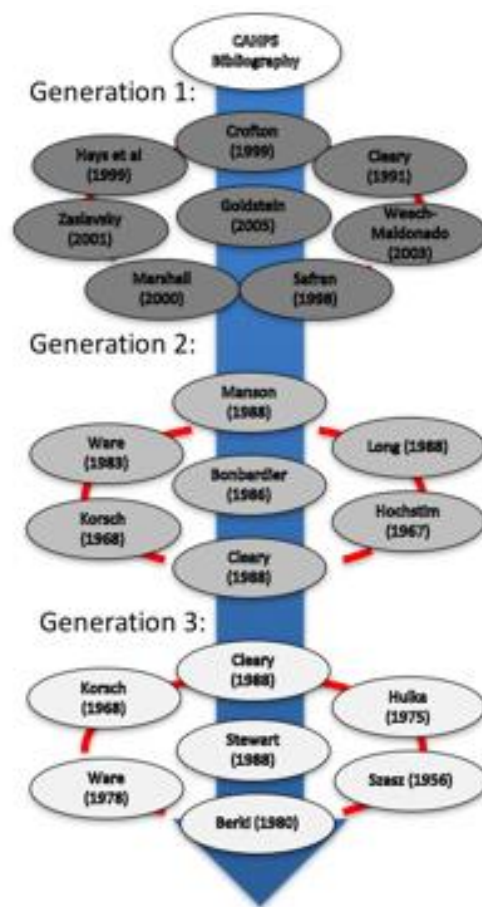 CAHPS
Bibliography
Generation 1:
Crofton
(1999)
Hays et al
(1999)
Cleary
(1991)
Zaslavsky
(2001)
Goldstein
(2005)
Weech-
Maldonado
(2003)
Marshall
(2000)
Safran
(1998)
Generation 2:
Manson
(1988)
Ware
(1983)
Long (1988)
Bonbardier
(1986)
Korsch
(1968)
Hochstim
(1967)
Cleary
(1988)
Generation 3:
Cleary
(1988)
Korsch
(1968)
Hulka
(1975)
Stewart
(1988)
Ware
(1978)
Szasz (1956)
Berki (1980)